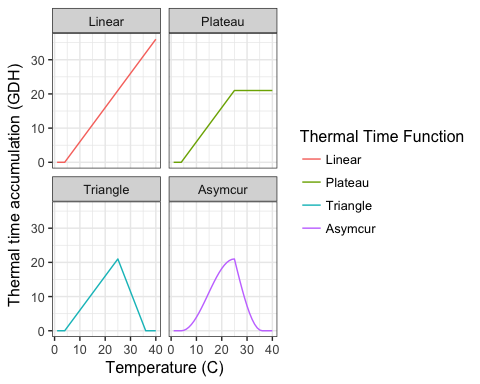 Linear
Plateau
30
20
10
0
Triangle
Asymcur
30
20
10
0
0 10 20 30 40
0 10 20 30 40
Temperature (C)
Thermal time accumulation (GDH)
Thermal Time Function
Linear
Plateau
Triangle
Asymcur